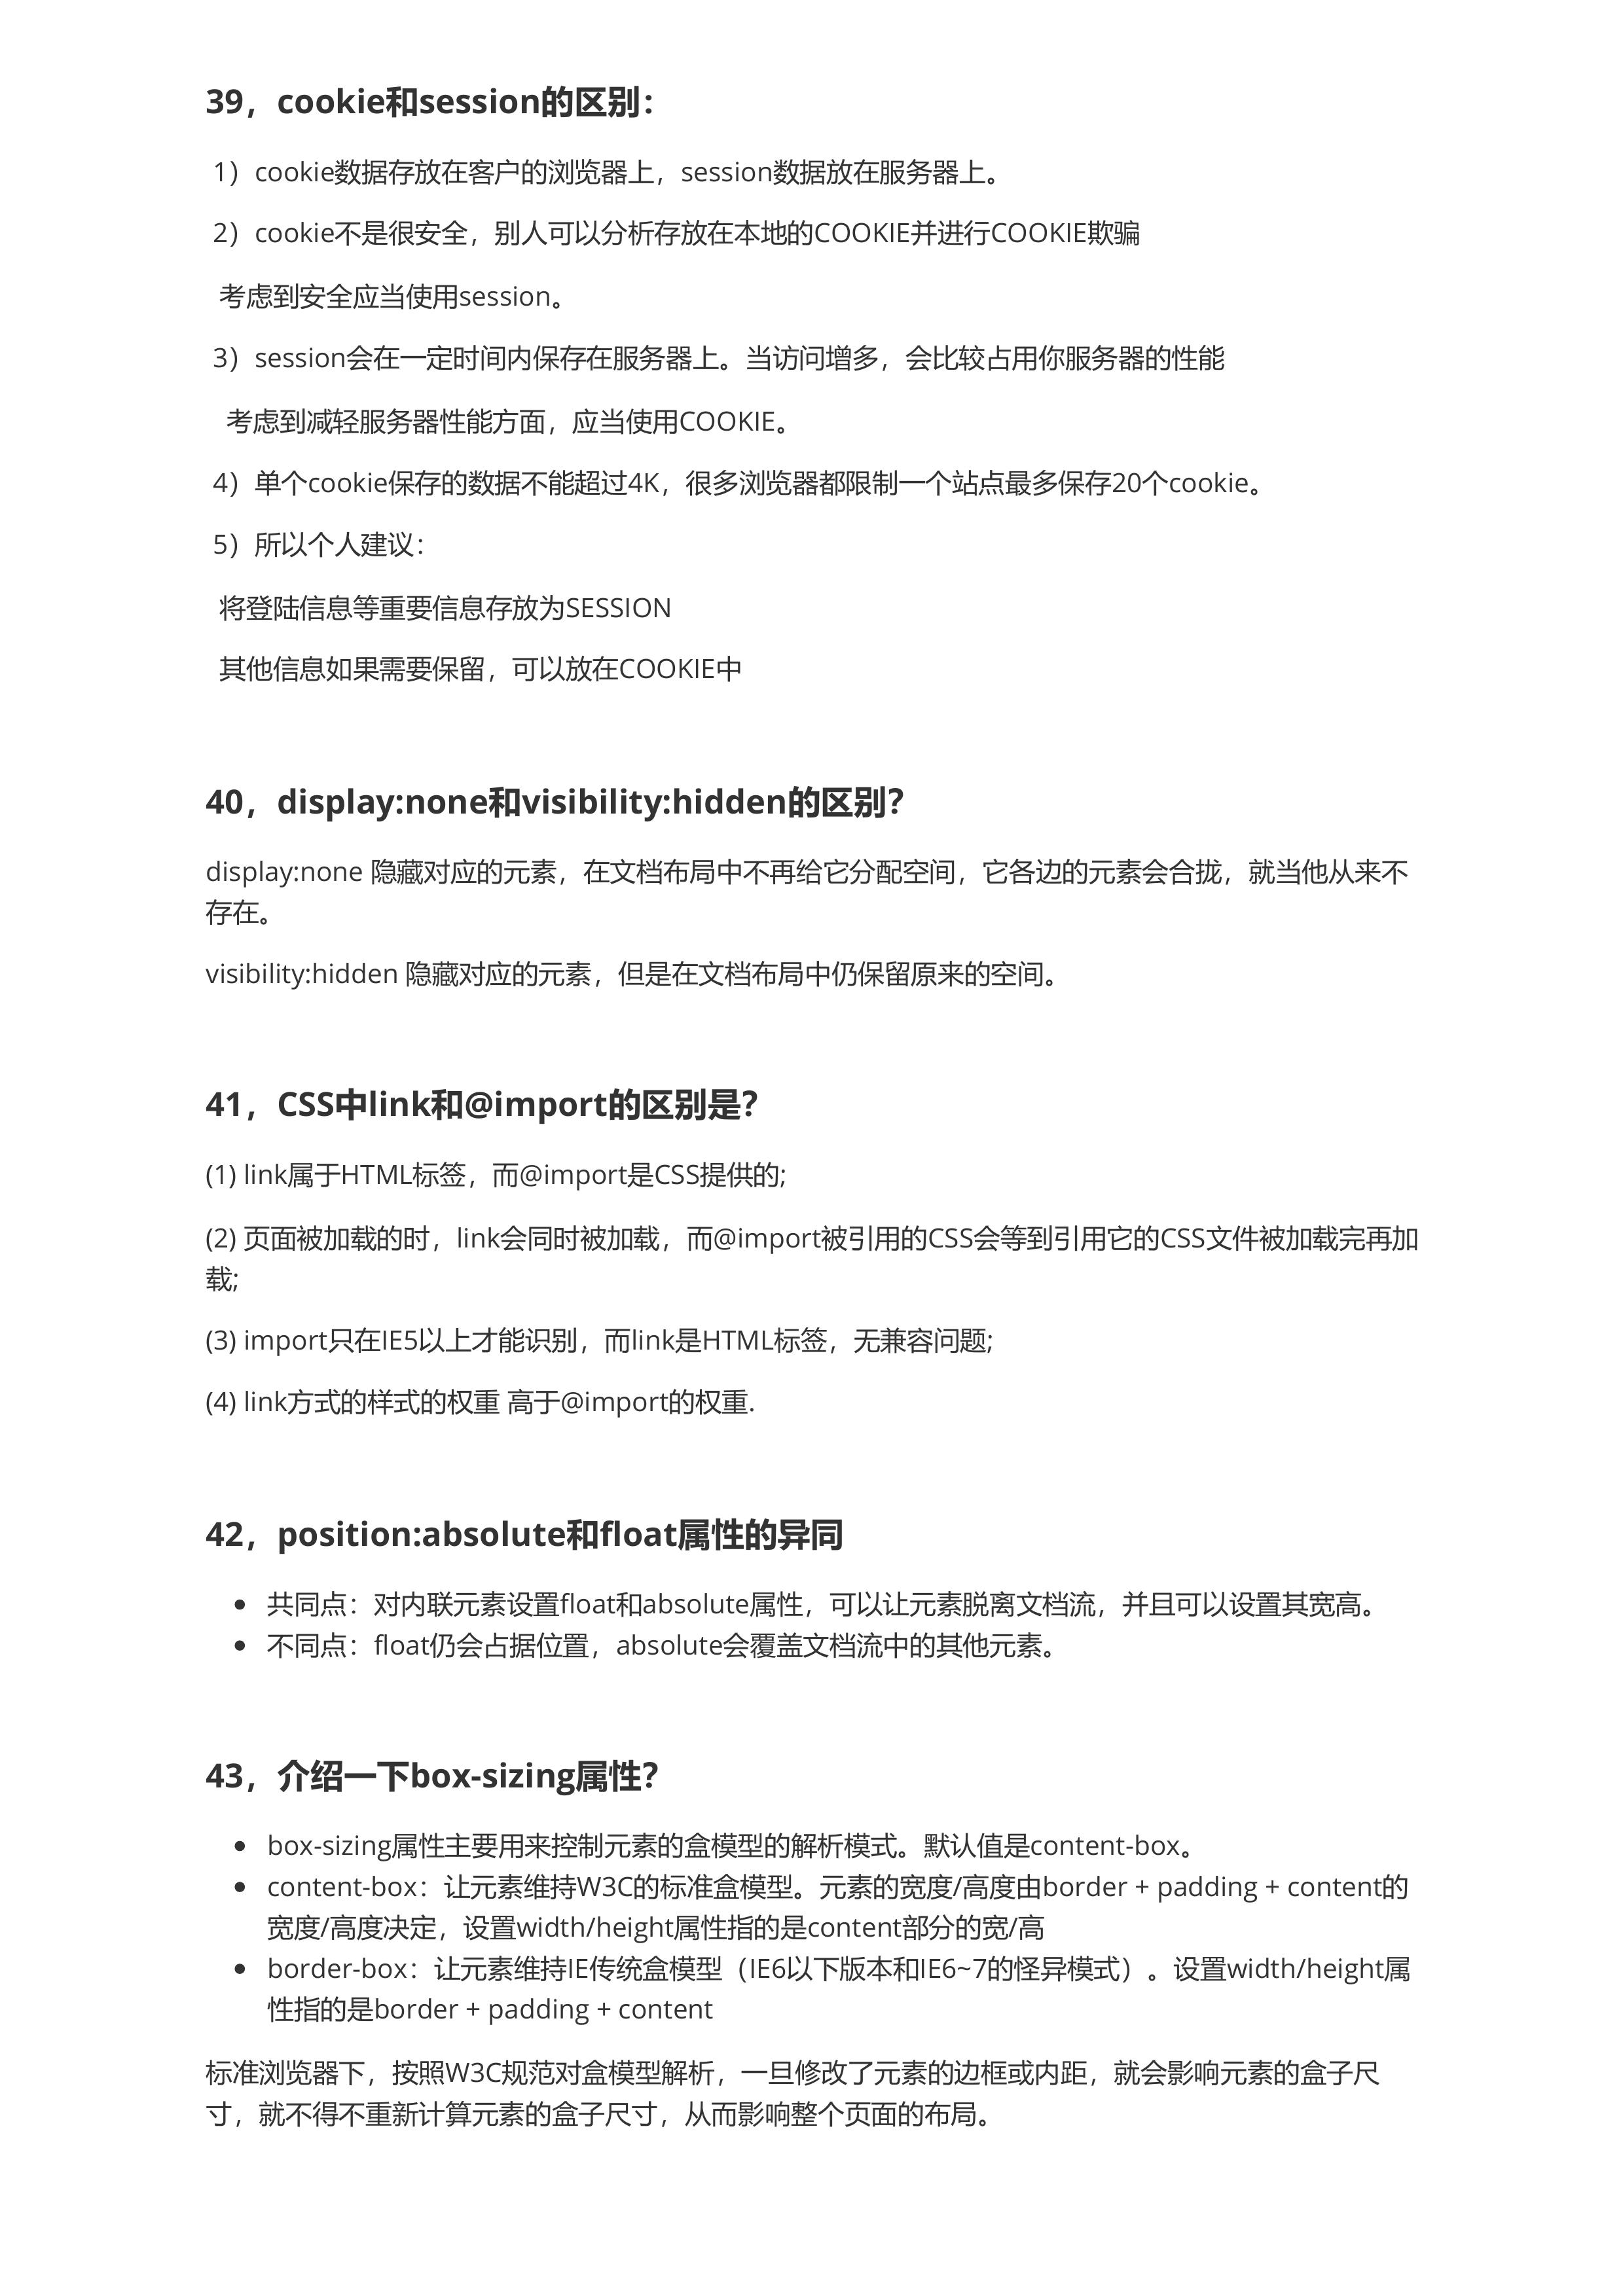 39，cookie和session的区别：
1）cookie数据存放在客户的浏览器上，session数据放在服务器上。
2）cookie不是很安全，别人可以分析存放在本地的COOKIE并进行COOKIE欺骗
考虑到安全应当使用session。
3）session会在一定时间内保存在服务器上。当访问增多，会比较占用你服务器的性能
考虑到减轻服务器性能方面，应当使用COOKIE。
4）单个cookie保存的数据不能超过4K，很多浏览器都限制一个站点最多保存20个cookie。
5）所以个人建议：
将登陆信息等重要信息存放为SESSION
其他信息如果需要保留，可以放在COOKIE中
40，display:none和visibility:hidden的区别？
display:none 隐藏对应的元素，在文档布局中不再给它分配空间，它各边的元素会合拢，就当他从来不
存在。
visibility:hidden 隐藏对应的元素，但是在文档布局中仍保留原来的空间。
41，CSS中link和@import的区别是？
(1) link属于HTML标签，而@import是CSS提供的;
(2) 页面被加载的时，link会同时被加载，而@import被引用的CSS会等到引用它的CSS文件被加载完再加
载;
(3) import只在IE5以上才能识别，而link是HTML标签，无兼容问题;
(4) link方式的样式的权重 高于@import的权重.
42，position:absolute和float属性的异同
• 共同点：对内联元素设置float和absolute属性，可以让元素脱离文档流，并且可以设置其宽高。
• 不同点：float仍会占据位置，absolute会覆盖文档流中的其他元素。
43，介绍一下box-sizing属性？
• box-sizing属性主要用来控制元素的盒模型的解析模式。默认值是content-box。
• content-box：让元素维持W3C的标准盒模型。元素的宽度/高度由border + padding + content的
宽度/高度决定，设置width/height属性指的是content部分的宽/高
• border-box：让元素维持IE传统盒模型（IE6以下版本和IE6~7的怪异模式）。设置width/height属
性指的是border + padding + content
标准浏览器下，按照W3C规范对盒模型解析，一旦修改了元素的边框或内距，就会影响元素的盒子尺
寸，就不得不重新计算元素的盒子尺寸，从而影响整个页面的布局。